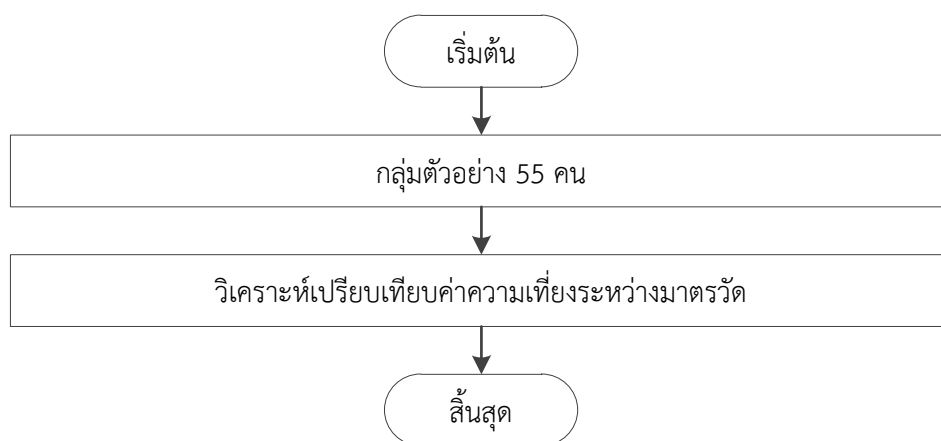 เริ่มต้น
กลุ่มตัวอย่าง 55 คน
วิเคราะห์เปรียบเทียบค่าความเที่ยงระหว่างมาตรวัด
สิ้นสุด